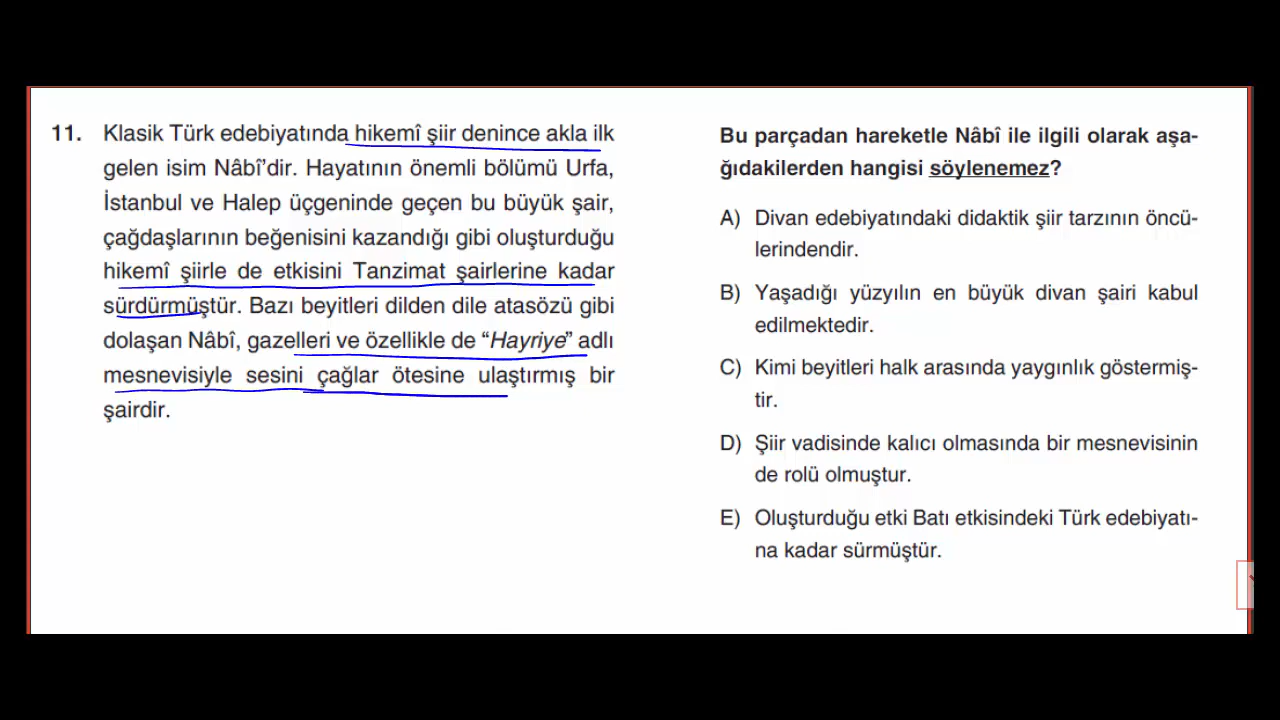 11. Klasik Türk edebiyatında hikemî şiir denince akla ilk
gelen isim Nâbî'dir. Hayatının önemli bölümü Urfa,
İstanbul ve Halep üçgeninde geçen bu büyük şair,
çağdaşlarının beğenisini kazandığı gibi oluşturduğu
hikemî şiirle de etkisini Tanzimat şairlerine kadar
sürdürmüştür. Bazı beyitleri dilden dile atasözü gibi
dolaşan Nâbî, gazelleri ve özellikle de “Hayriye” adlı
mesnevisiyle sesini çağlar ötesine ulaştırmış bir
şairdir.
Bu parçadan hareketle Nâbî ile ilgili olarak aşa-
ğıdakilerden hangisi söylenemez?
A) Divan edebiyatındaki didaktik şiir tarzının öncü-
lerindendir.
B) Yaşadığı yüzyılın en büyük divan şairi kabul
edilmektedir.
C) Kimi beyitleri halk arasında yaygınlık göstermiş-
tir.
D) Şiir vadisinde kalıcı olmasında bir mesnevisinin
de rolü olmuştur.
E) Oluşturduğu etki Batı etkisindeki Türk edebiyatı-
na kadar sürmüştür.